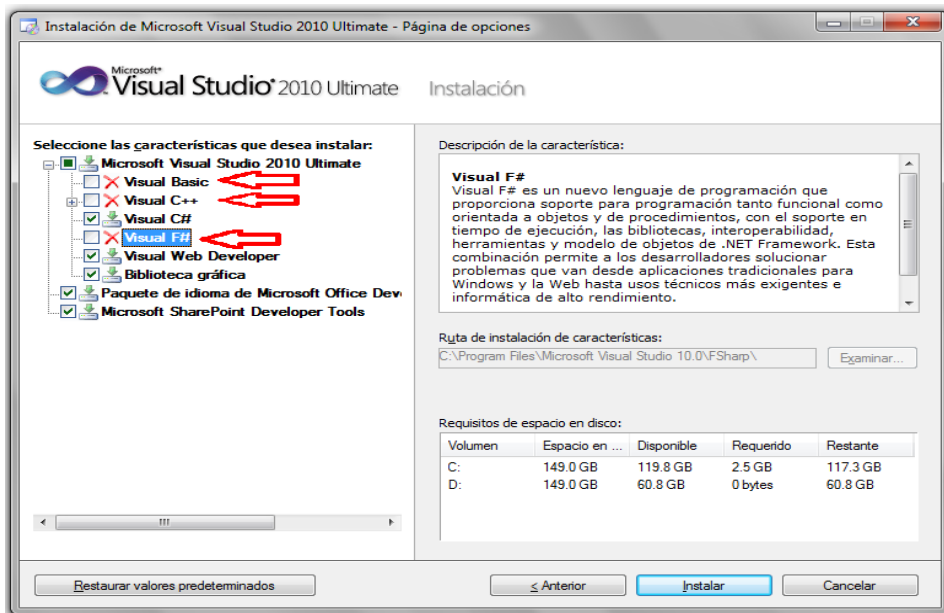 Instalación de Microsoft Visual Studio 2010 Ultimate - Página de opciones
Microsoft
Visual Studio 2010 Ultimate Instalación
Seleccione las características que desea instalar:
Microsoft Visual Studio 2010 Ultimate
Visual Basic
Visual C++
Visual C#
Visual F#
Visual Web Developer
Biblioteca gráfica
Paquete de idioma de Microsoft Office Dev
Microsoft SharePoint Developer Tools
Descripción de la característica:
Visual F#
Visual F# es un nuevo lenguaje de programación que
proporciona soporte para programación tanto funcional como
orientada a objetos y de procedimientos, con el soporte en
tiempo de ejecución, las bibliotecas, interoperabilidad,
herramientas y modelo de objetos de .NET Framework. Esta
combinación permite a los desarrolladores solucionar
problemas que van desde aplicaciones tradicionales para
Windows y la Web hasta usos técnicos más exigentes e
informática de alto rendimiento.
Ruta de instalación de características:
C:\Program Files\Microsoft Visual Studio 10.0\FSharp\ Examinar...
Requisitos de espacio en disco:
Volumen Espacio en ... Disponible Requerido Restante
C: 149.0 GB 119.8 GB 2.5 GB 117.3 GB
D: 149.0 GB 60.8 GB 0 bytes 60.8 GB
Restaurar valores predeterminados < Anterior Instalar Cancelar